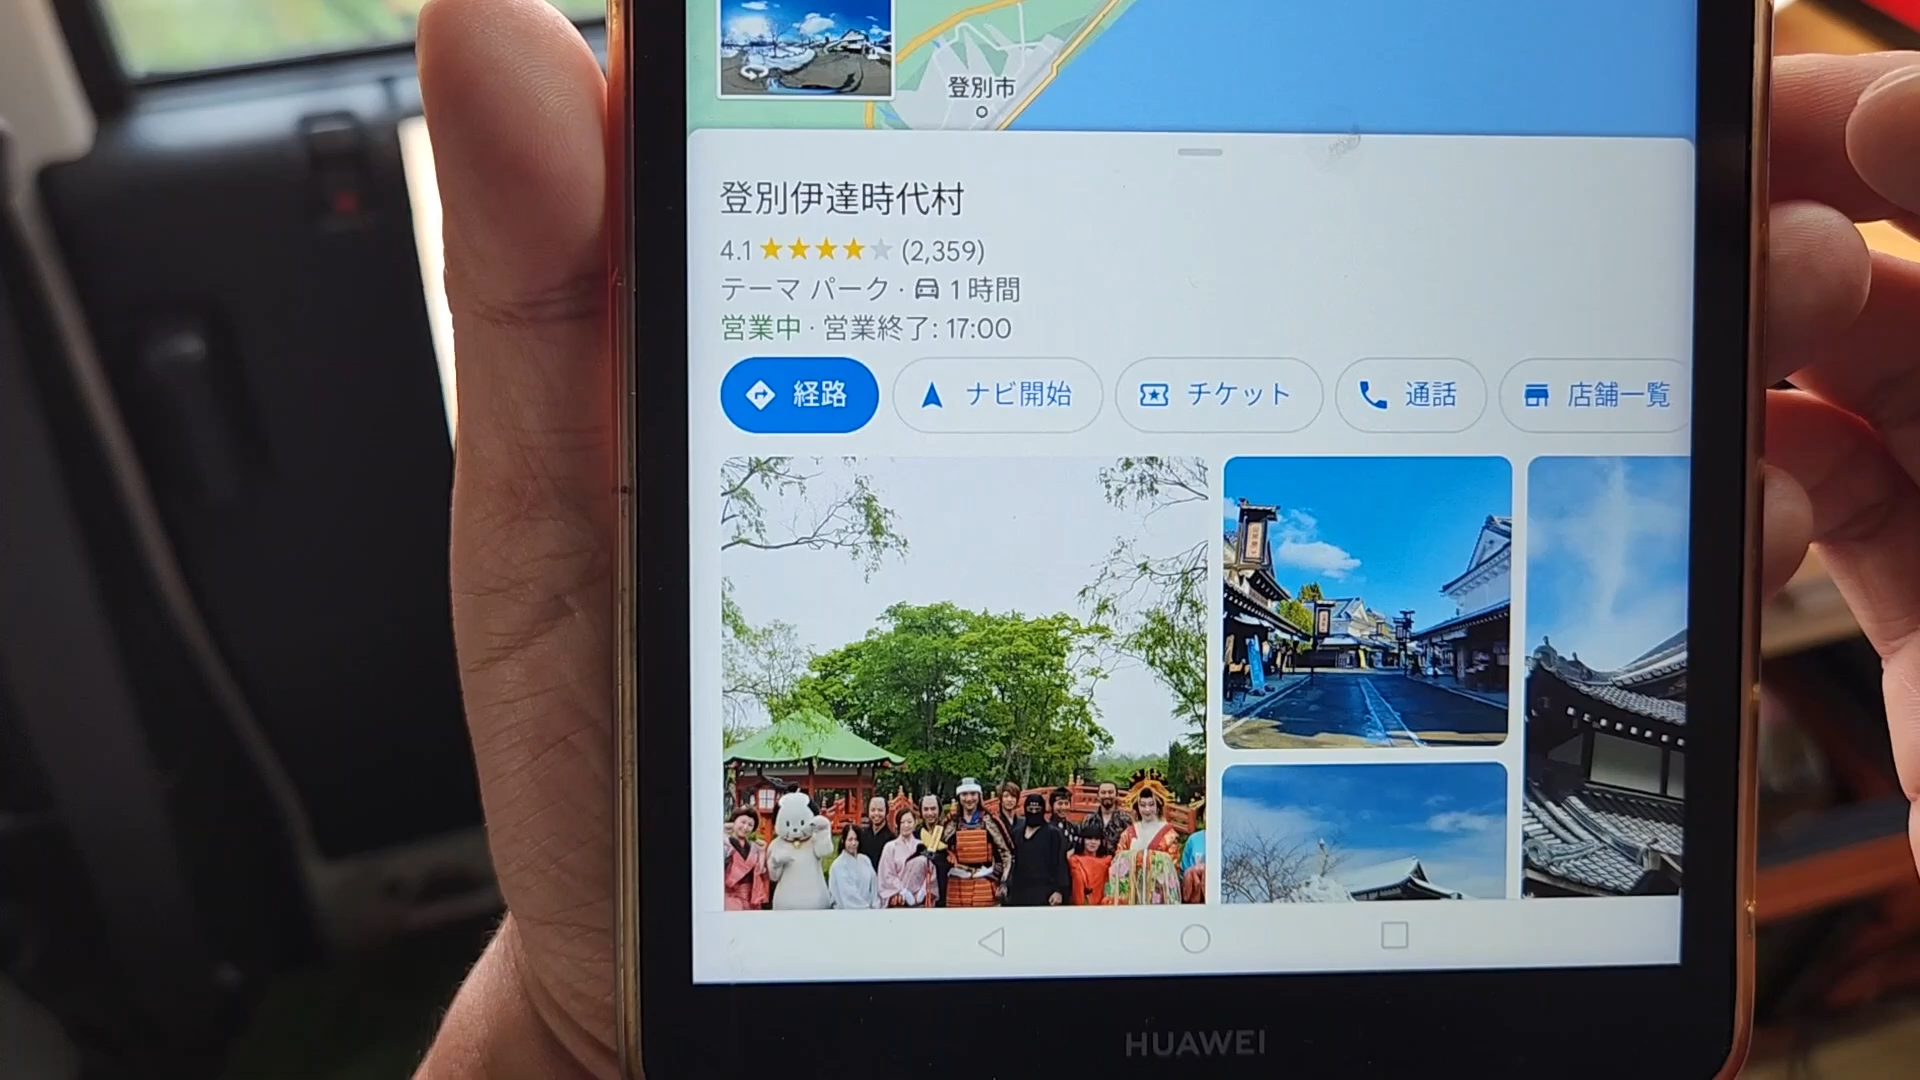 登別市
登別伊達時代村
4.1 ★★★★★ (2,359)
テーマ パーク · 1 時間
営業中 · 営業終了: 17:00
経路
ナビ開始
チケット
通話
店舗一覧
HUAWEI